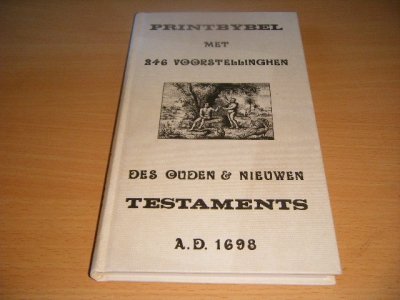 PRINTBYBEL
MET
246 VOORSTELLINGHEN
DES OUDEN & NIEUWEN
TESTAMENTS
A.D. 1698